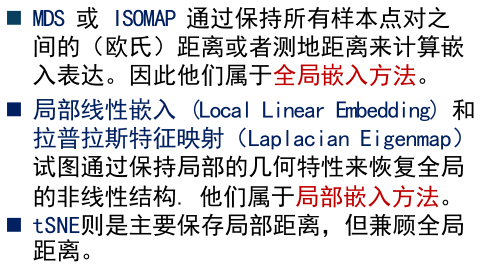 MDS 或 ISOMAP 通过保持所有样本点对之
间的（欧氏）距离或者测地距离来计算嵌
入表达。因此他们属于全局嵌入方法。
局部线性嵌入 (Local Linear Embedding) 和
拉普拉斯特征映射（Laplacian Eigenmap）
试图通过保持局部的几何特性来恢复全局
的非线性结构. 他们属于局部嵌入方法。
tSNE则是主要保存局部距离，但兼顾全局
距离。